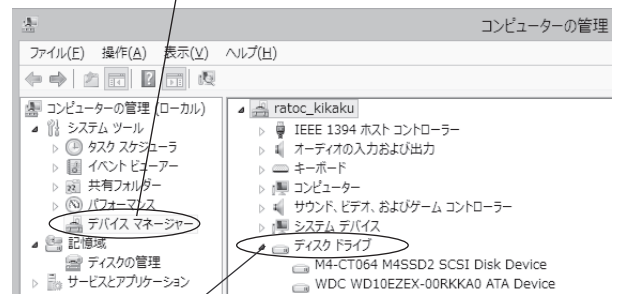 コンピューターの管理
ファイル(F) 操作(A) 表示(V) ヘルプ(H)
コンピューターの管理 (ローカル)
システム ツール
タスク スケジューラ
イベント ビューアー
共有フォルダー
パフォーマンス
デバイス マネージャー
記憶域
ディスクの管理
サービスとアプリケーション
ratoc_kikaku
IEEE 1394 ホスト コントローラー
オーディオの入力および出力
キーボード
コンピューター
サウンド、ビデオ、およびゲーム コントローラー
システム デバイス
ディスク ドライブ
M4-CT064 M4SSD2 SCSI Disk Device
WDC WD10EZEX-00RKKA0 ATA Device